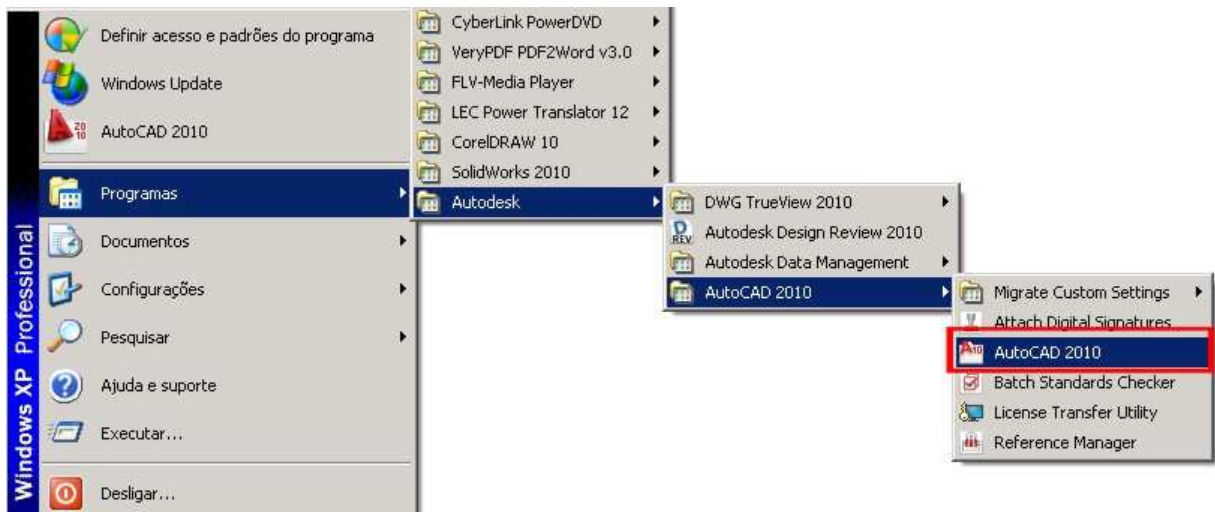 Windows XP Professional
Definir acesso e padrões do programa
Windows Update
AutoCAD 2010
Programas
Documentos
Configurações
Pesquisar
Ajuda e suporte
Executar...
Desligar...
CyberLink PowerDVD
VeryPDF PDF2Word v3.0
FLV-Media Player
LEC Power Translator 12
CorelDRAW 10
SolidWorks 2010
Autodesk
DWG TrueView 2010
Autodesk Design Review 2010
Autodesk Data Management
AutoCAD 2010
Migrate Custom Settings
Attach Digital Signatures
AutoCAD 2010
Batch Standards Checker
License Transfer Utility
Reference Manager